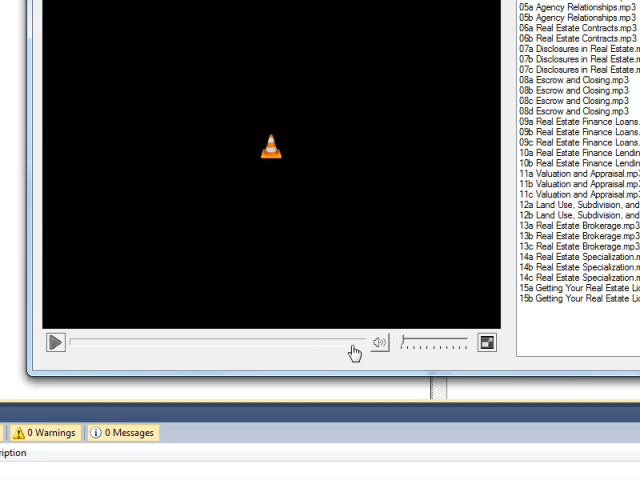 05a Agency Relationships.mp3
05b Agency Relationships.mp3
06a Real Estate Contracts.mp3
06b Real Estate Contracts.mp3
07a Disclosures in Real Estate.m
07b Disclosures in Real Estate.m
07c Disclosures in Real Estate.m
08a Escrow and Closing.mp3
08b Escrow and Closing.mp3
08c Escrow and Closing.mp3
08d Escrow and Closing.mp3
09a Real Estate Finance Loans.
09b Real Estate Finance Loans.
09c Real Estate Finance Loans.
10a Real Estate Finance Lendin
10b Real Estate Finance Lendin
11a Valuation and Appraisal.mp3
11b Valuation and Appraisal.mp3
11c Valuation and Appraisal.mp3
12a Land Use, Subdivision, and
12b Land Use, Subdivision, and
13a Real Estate Brokerage.mp3
13b Real Estate Brokerage.mp3
13c Real Estate Brokerage.mp3
14a Real Estate Specialization.m
14b Real Estate Specialization.m
14c Real Estate Specialization.m
15a Getting Your Real Estate Lic
15b Getting Your Real Estate Lic
0 Warnings 0 Messages
ription